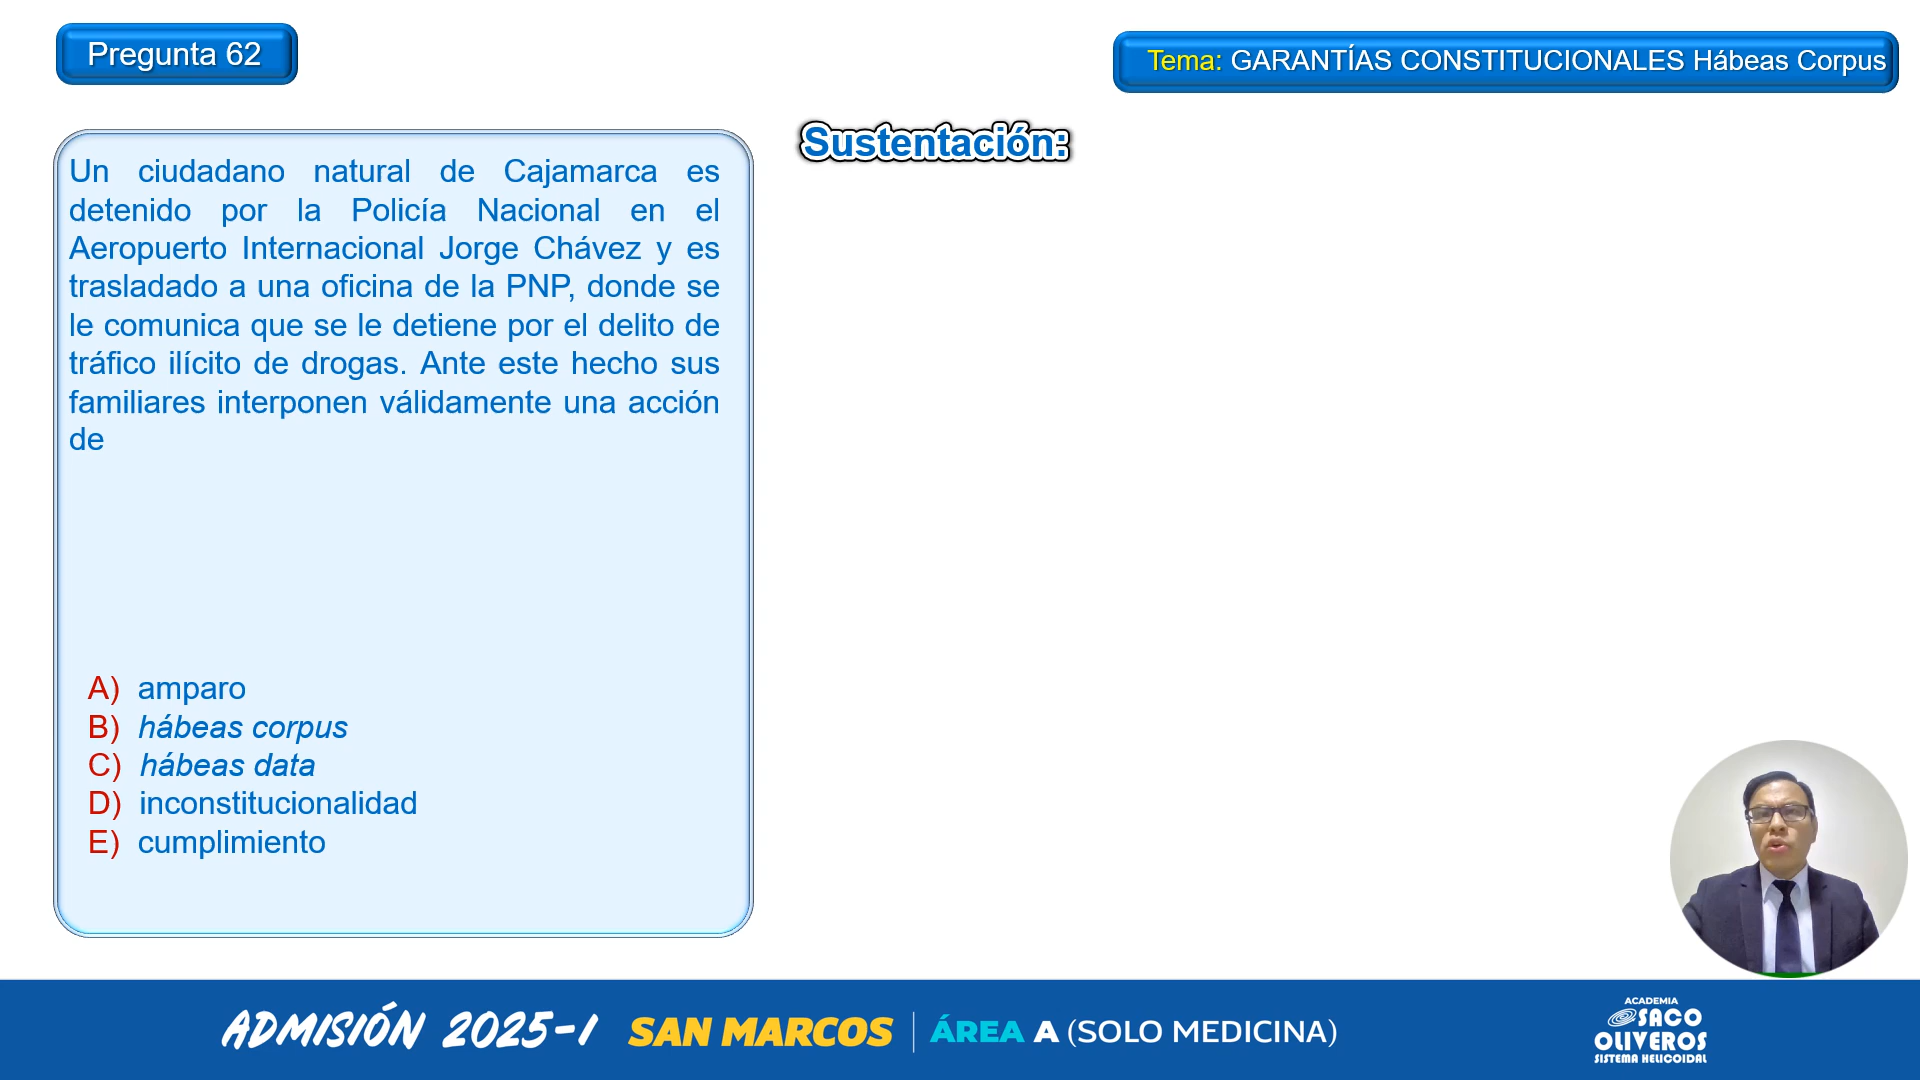 Pregunta 62
Tema: GARANTÍAS CONSTITUCIONALES Hábeas Corpus
Sustentación:
Un ciudadano natural de Cajamarca es
detenido por la Policía Nacional en el
Aeropuerto Internacional Jorge Chávez y es
trasladado a una oficina de la PNP, donde se
le comunica que se le detiene por el delito de
tráfico ilícito de drogas. Ante este hecho sus
familiares interponen válidamente una acción
de
A) amparo
B) hábeas corpus
C) hábeas data
D) inconstitucionalidad
E) cumplimiento
ADMISIÓN 2025-I SAN MARCOS ÁREA A (SOLO MEDICINA)
ACADEMIA
SACO
OLIVEROS
SISTEMA HELICOIDAL